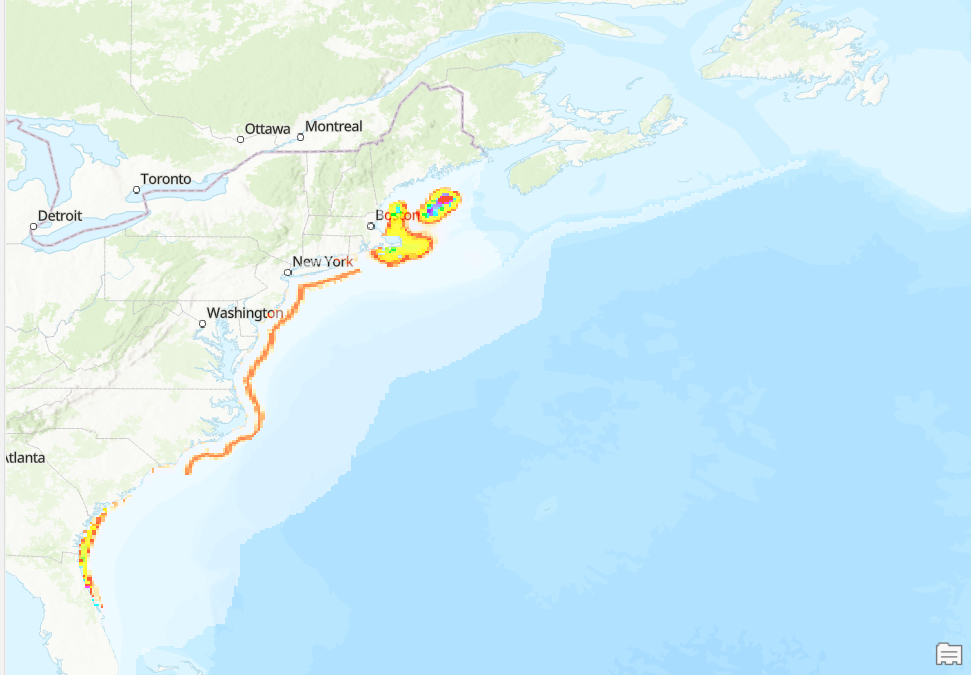 Ottawa
Montreal
Toronto
Detroit
Boston
New York
Washington
Atlanta